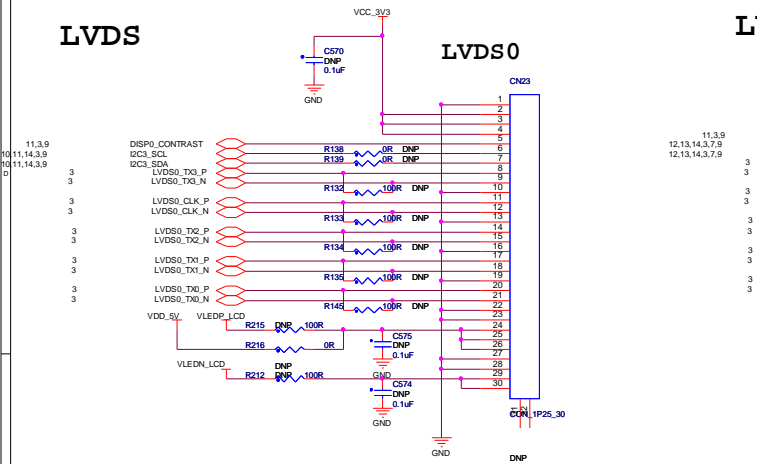 VCC_3V3
LVDS
L
C570
DNP
0.1uF
LVDS0
GND
CN23
1
2
3
4
11,3,9 DISP0_CONTRAST 5 11,3,9
10,11,14,3,9 I2C3_SCL R138 0R DNP 6 12,13,14,3,7,9
10,11,14,3,9 I2C3_SDA R139 0R DNP 7 12,13,14,3,7,9
D
3 LVDS0_TX3_P 8 3
3 LVDS0_TX3_N 9 3
R132 100R DNP 10
3 LVDS0_CLK_P 11 3
3 LVDS0_CLK_N 12 3
R133 100R DNP 13
3 LVDS0_TX2_P 14 3
3 LVDS0_TX2_N 15 3
R134 100R DNP 16
3 LVDS0_TX1_P 17 3
3 LVDS0_TX1_N 18 3
R135 100R DNP 19
3 LVDS0_TX0_P 20 3
3 LVDS0_TX0_N 21 3
R145 100R DNP 22
VDD_5V VLEDP_LCD 23
R215 DNP 100R 24
C575
25
R216 0R DNP 26
0.1uF
27
VLEDN_LCD DNP GND 28
R212 DNP 100R 29
C574
30
DNP
0.1uF
GND
CON_1P25_30
GND
DNP